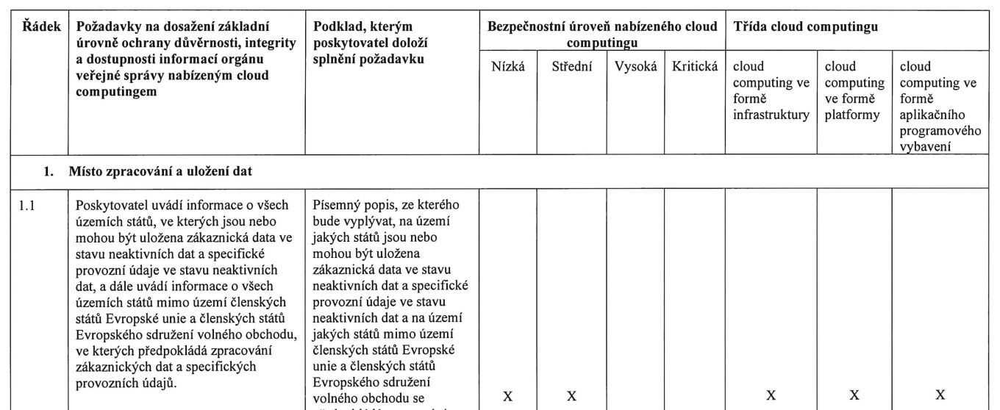 Řádek
Požadavky na dosažení základní
úrovně ochrany důvěrnosti, integrity
a dostupnosti informací orgánu
veřejné správy nabízeným cloud
computingem
Podklad, kterým
poskytovatel doloží
splnění požadavku
Bezpečnostní úroveň nabízeného cloud
computingu
Třída cloud computingu
Nízká
Střední
Vysoká
Kritická
cloud
computing ve
formě
infrastruktury
cloud
computing
ve formě
platformy
cloud
computing ve
formě
aplikačního
programového
vybavení
1. Místo zpracování a uložení dat
1.1
Poskytovatel uvádí informace o všech
územích států, ve kterých jsou nebo
mohou být uložena zákaznická data ve
stavu neaktivních dat a specifické
provozní údaje ve stavu neaktivních
dat, a dále uvádí informace o všech
územích států mimo území členských
států Evropské unie a členských států
Evropského sdružení volného obchodu,
ve kterých předpokládá zpracování
zákaznických dat a specifických
provozních údajů.
Písemný popis, ze kterého
bude vyplývat, na území
jakých států jsou nebo
mohou být uložena
zákaznická data ve stavu
neaktivních dat a specifické
provozní údaje ve stavu
neaktivních dat a na území
jakých států mimo území
členských států Evropské
unie a členských států
Evropského sdružení
volného obchodu se
X
X
X
X
X